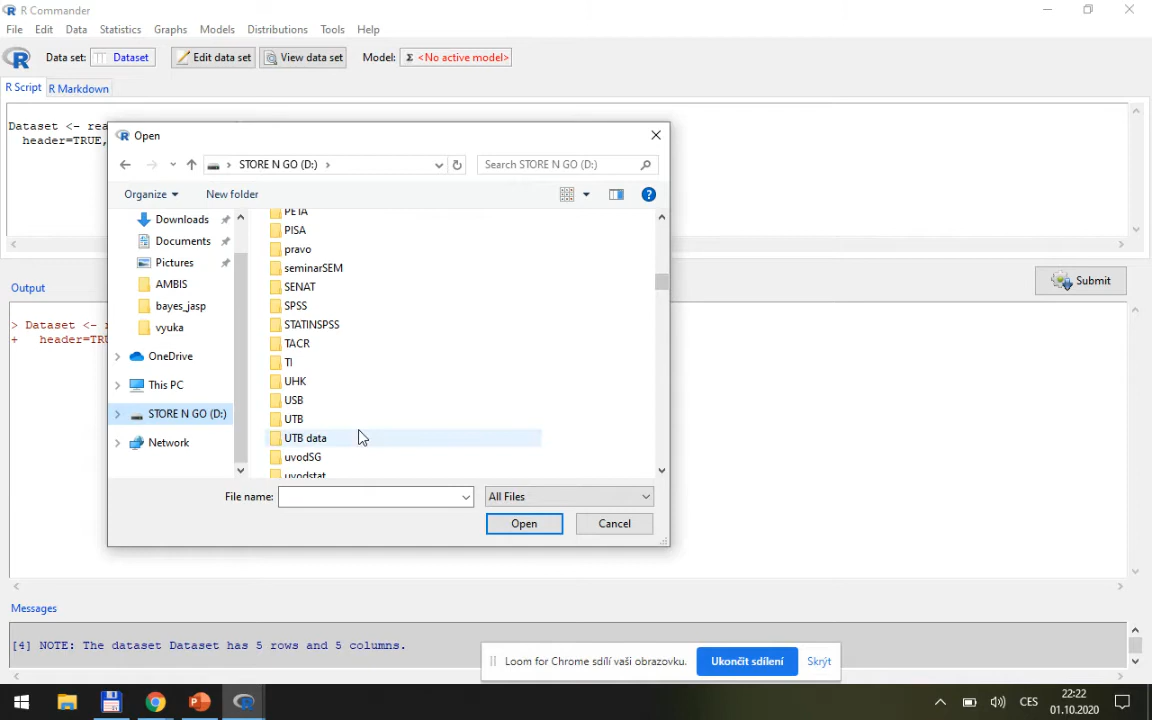 R Commander
File Edit Data Statistics Graphs Models Distributions Tools Help
Data set: Dataset Edit data set View data set Model: Σ <No active model>
R Script R Markdown
Dataset <- rea
header=TRUE,
Open
STORE N GO (D:) Search STORE N GO (D:)
Organize New folder
Downloads
Documents
Pictures
AMBIS
bayes_jasp
vyuka
OneDrive
This PC
STORE N GO (D:)
Network
PETA
PISA
pravo
seminarSEM
SENAT
SPSS
STATINSPSS
TACR
TI
UHK
USB
UTB
UTB data
uvodSG
uvodstat
File name: All Files
Open Cancel
Output
Submit
> Dataset <- r
+ header=TRU
Messages
[4] NOTE: The dataset Dataset has 5 rows and 5 columns.
Loom for Chrome sdílí vaši obrazovku. Ukončit sdílení Skrýt
CES
22:22
01.10.2020